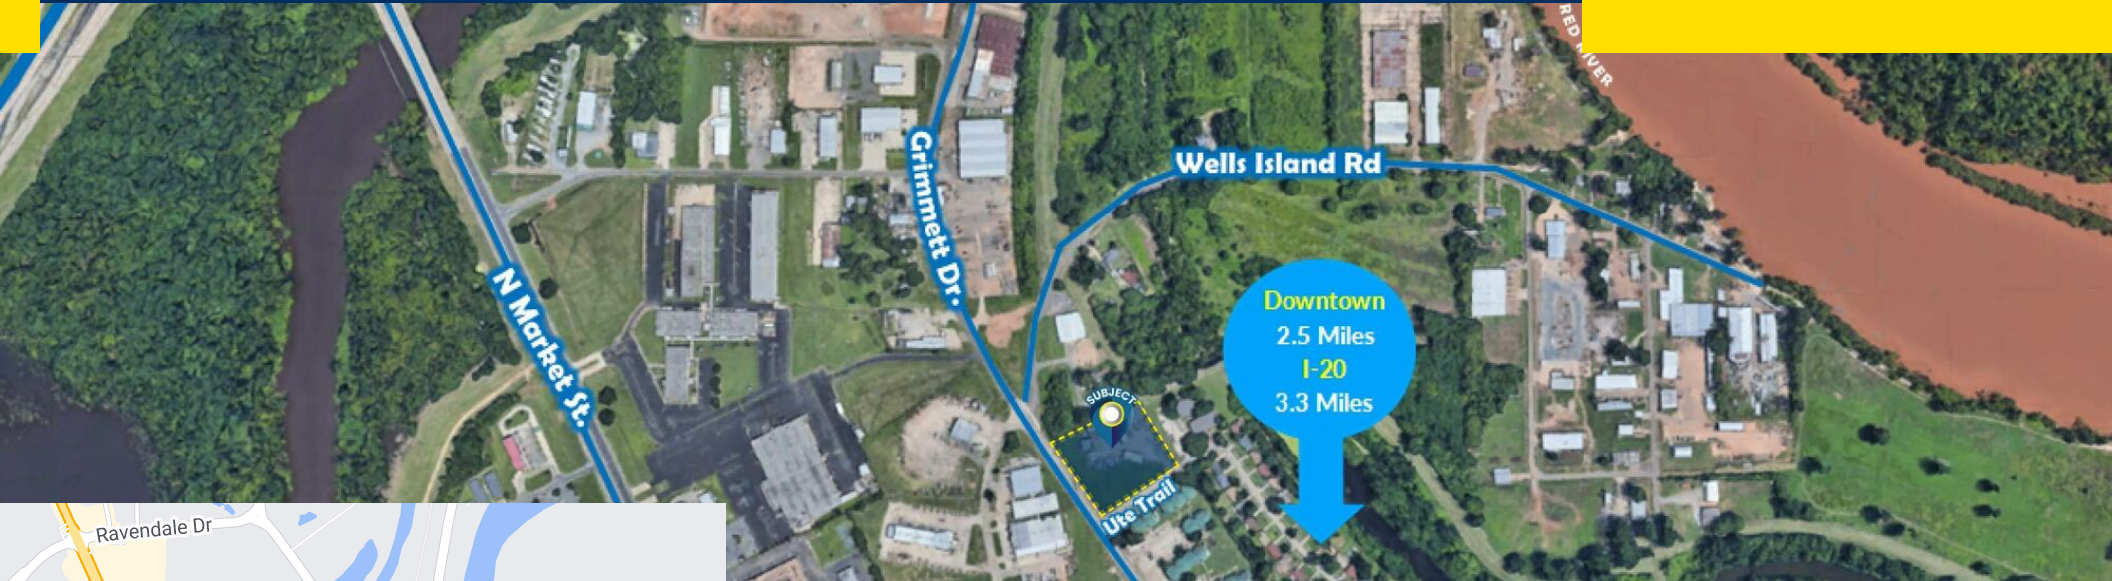 RED RIVER
Grimmett Dr.
Wells Island Rd
N Market St.
Downtown
2.5 Miles
I-20
3.3 Miles
SUBJECT
Ute Trail
Ravendale Dr